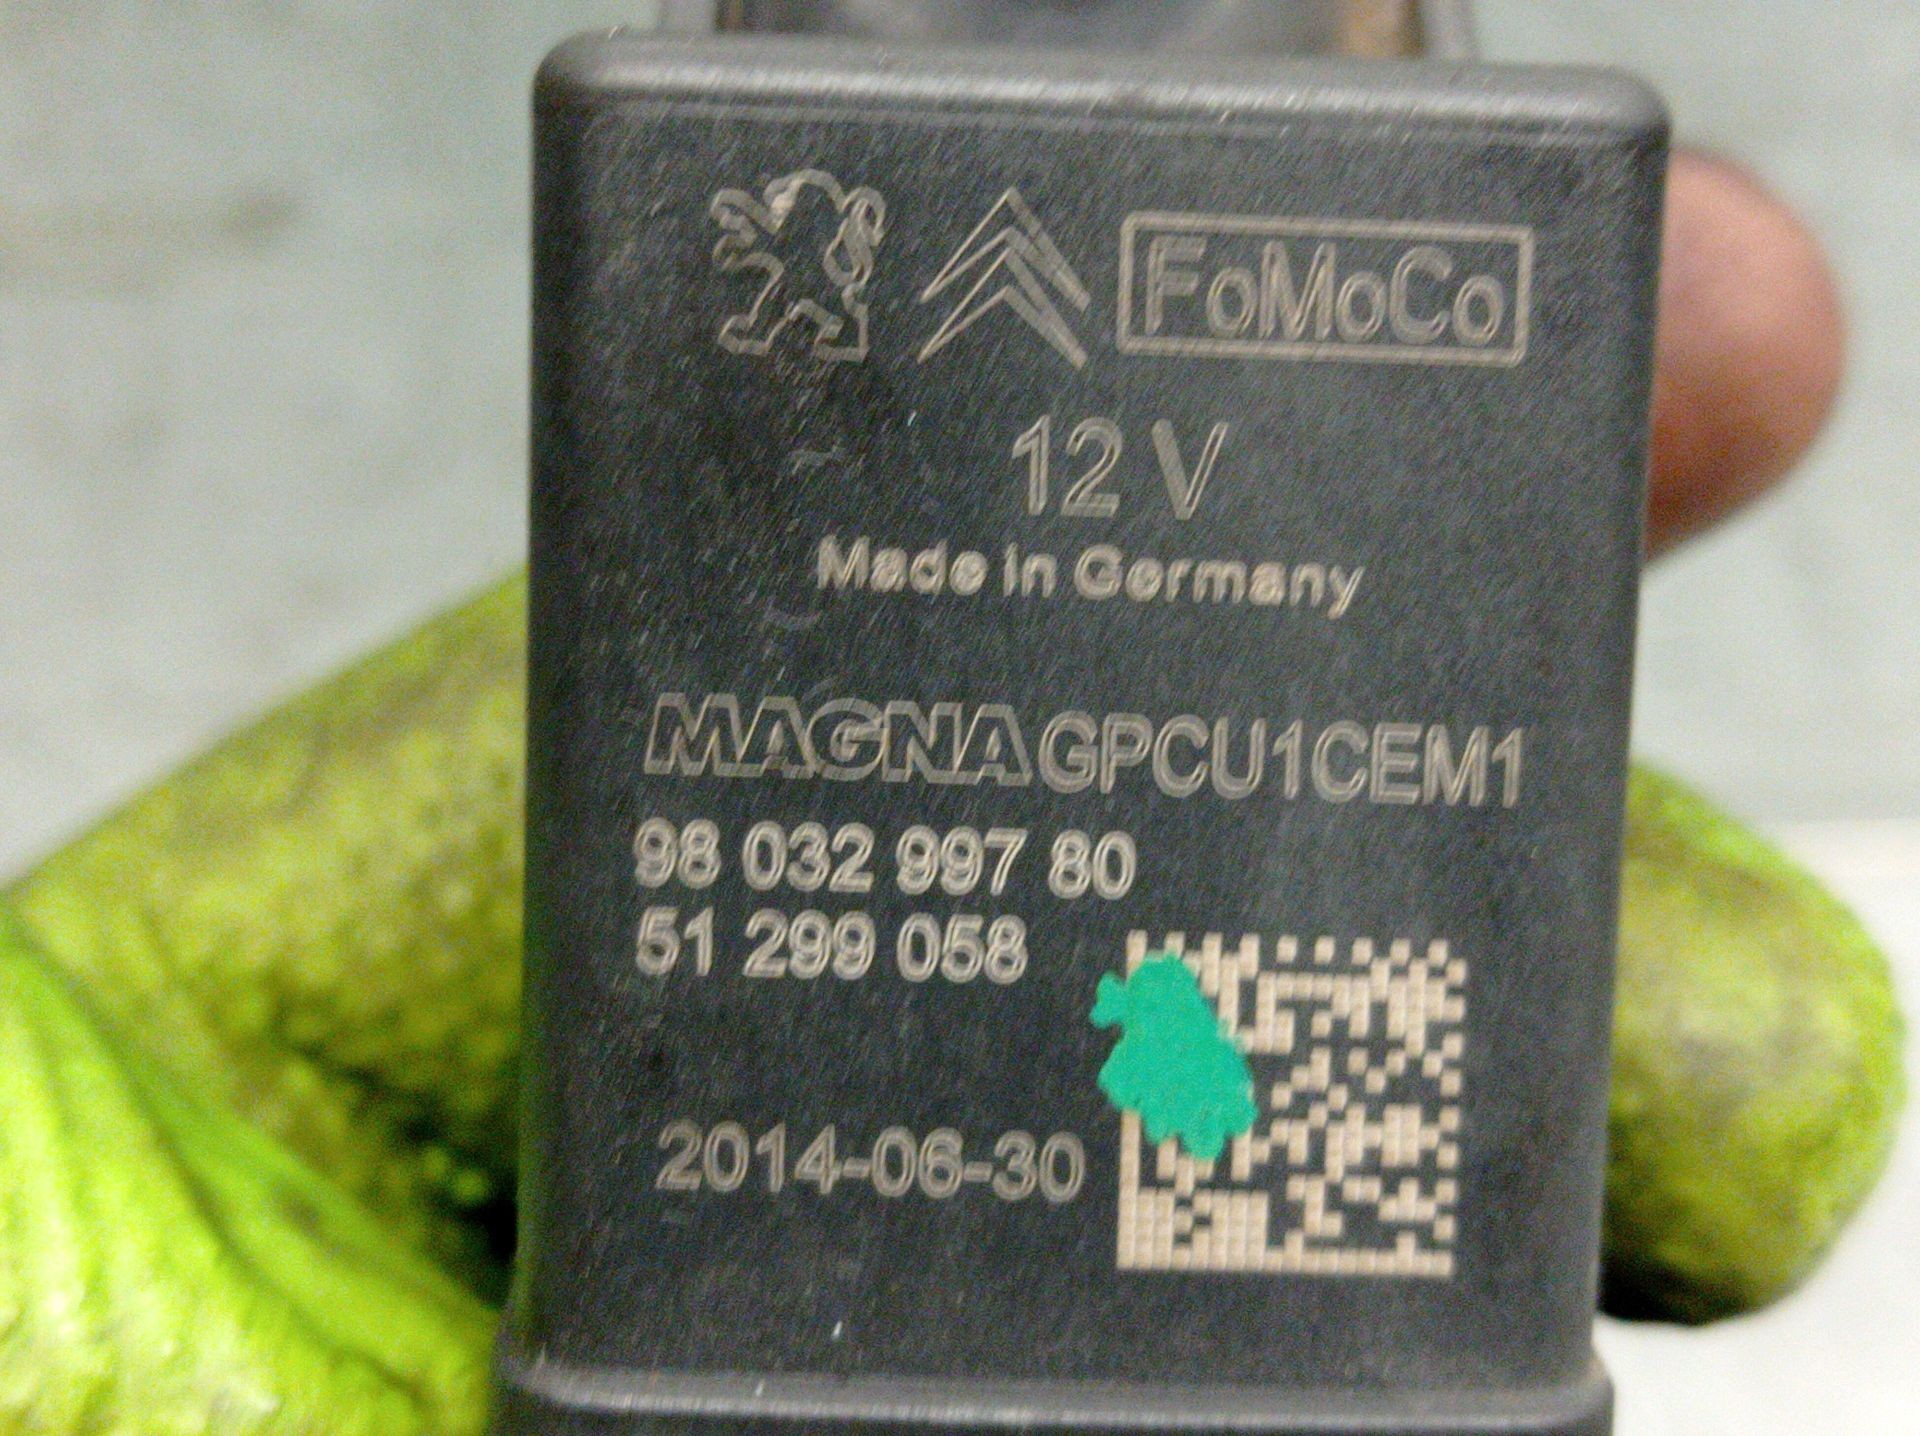 FoMoCo
12 V
Made in Germany
MAGNA GPCU1CEM1
98 032 997 80
51 299 058
2014-06-30